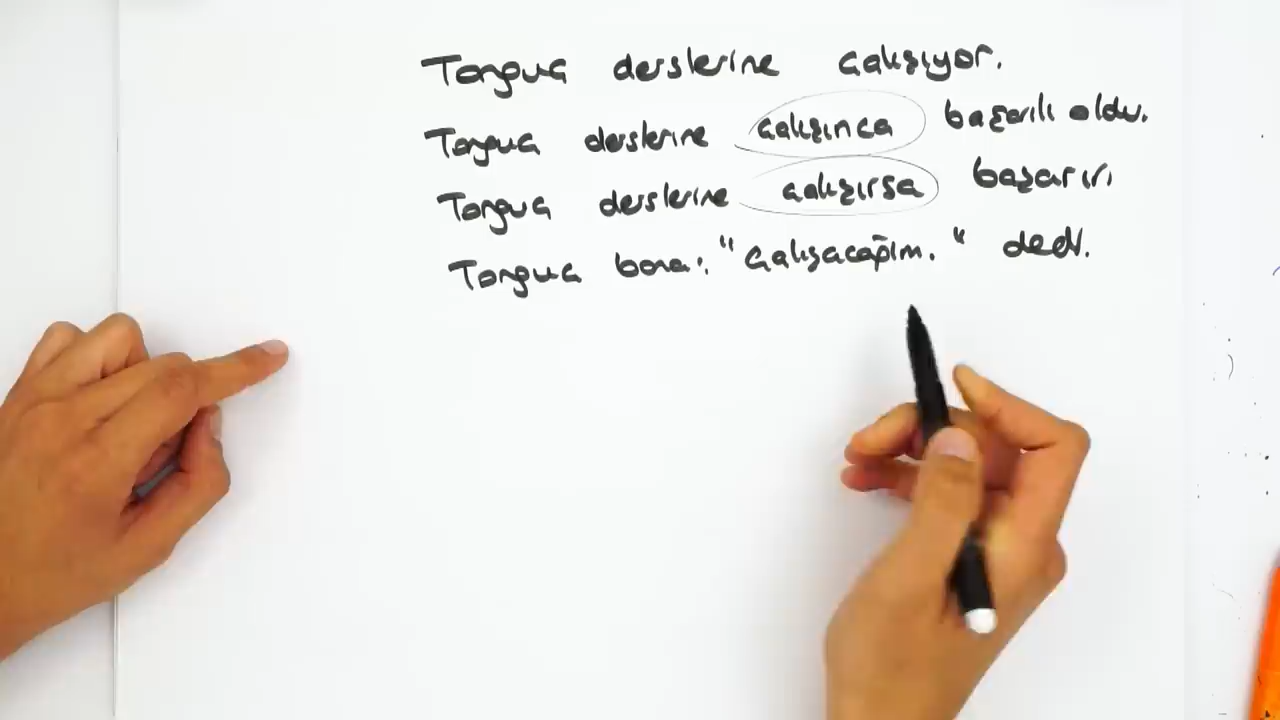 Tonguç derslerine çalışıyor.
Tonguç derslerine çalışınca başarılı oldu.
Tonguç derslerine çalışırsa başarır.
Tonguç bana: "Çalışacağım." dedi.